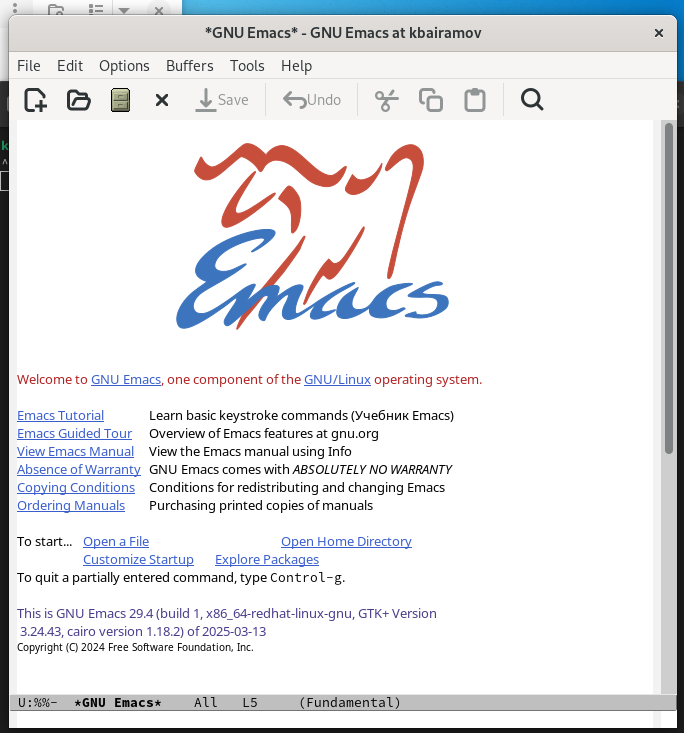 *GNU Emacs* - GNU Emacs at kbairamov
File Edit Options Buffers Tools Help
Save Undo
k
^
Emacs
Welcome to GNU Emacs, one component of the GNU/Linux operating system.
Emacs Tutorial Learn basic keystroke commands (Учебник Emacs)
Emacs Guided Tour Overview of Emacs features at gnu.org
View Emacs Manual View the Emacs manual using Info
Absence of Warranty GNU Emacs comes with ABSOLUTELY NO WARRANTY
Copying Conditions Conditions for redistributing and changing Emacs
Ordering Manuals Purchasing printed copies of manuals
To start... Open a File Open Home Directory
Customize Startup Explore Packages
To quit a partially entered command, type Control-g.
This is GNU Emacs 29.4 (build 1, x86_64-redhat-linux-gnu, GTK+ Version
3.24.43, cairo version 1.18.2) of 2025-03-13
Copyright (C) 2024 Free Software Foundation, Inc.
U:%%- *GNU Emacs* All L5 (Fundamental)